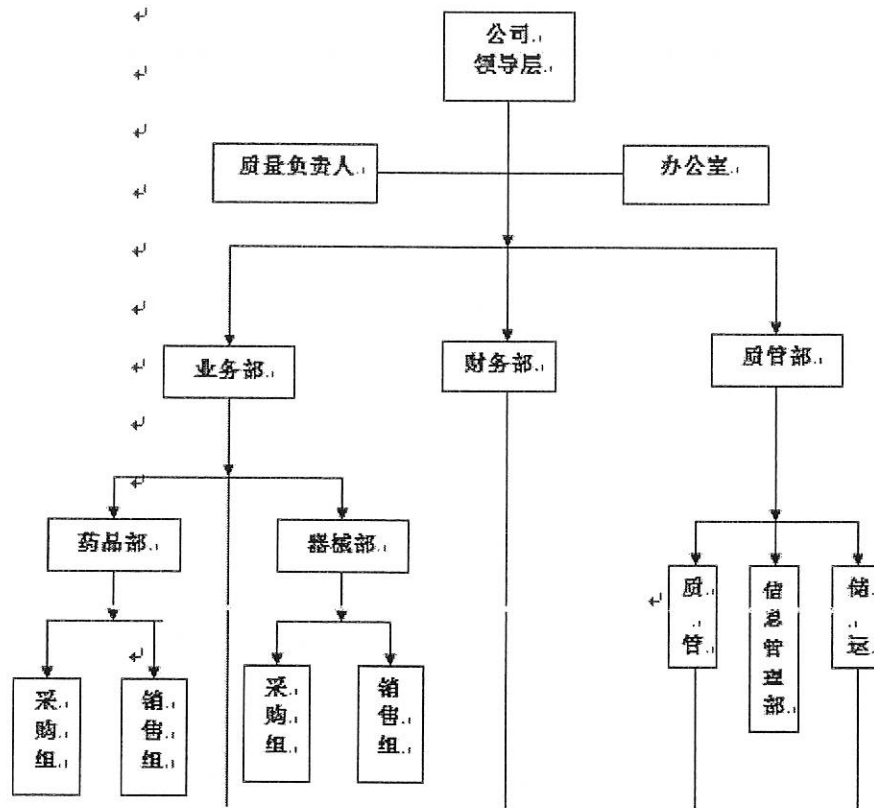 公司
领导层
质量负责人
办公室
业务部
财务部
质管部
药品部
器械部
质
管
信
息
管
理
部
储
运
采
购
组
销
售
组
采
购
组
销
售
组